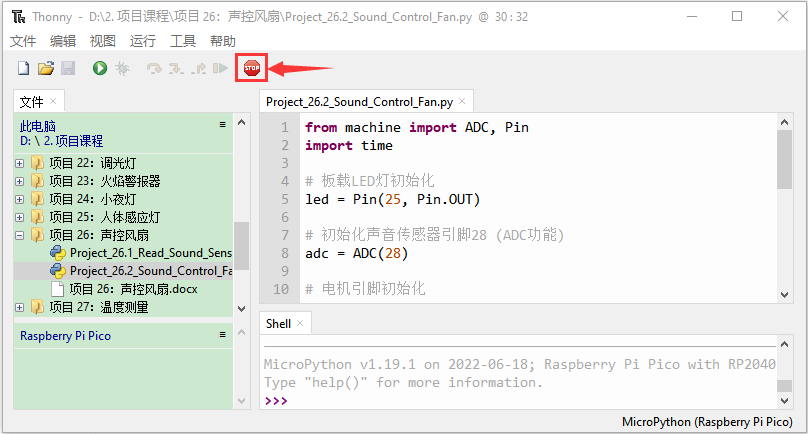 Thonny - D:\2. 项目课程\项目 26：声控风扇\Project_26.2_Sound_Control_Fan.py @ 30 : 32
文件 编辑 视图 运行 工具 帮助
STOP
文件 ×
此电脑
D: \ 2. 项目课程
项目 22：调光灯
项目 23：火焰警报器
项目 24：小夜灯
项目 25：人体感应灯
项目 26：声控风扇
Project_26.1_Read_Sound_Sens
Project_26.2_Sound_Control_Fa
项目 26：声控风扇.docx
项目 27：温度测量
Raspberry Pi Pico
Project_26.2_Sound_Control_Fan.py ×
1 from machine import ADC, Pin
2 import time
3
4 # 板载LED灯初始化
5 led = Pin(25, Pin.OUT)
6
7 # 初始化声音传感器引脚28 (ADC功能)
8 adc = ADC(28)
9
10 # 电机引脚初始化
Shell ×
MicroPython v1.19.1 on 2022-06-18; Raspberry Pi Pico with RP2040
Type "help()" for more information.
>>>
MicroPython (Raspberry Pi Pico)